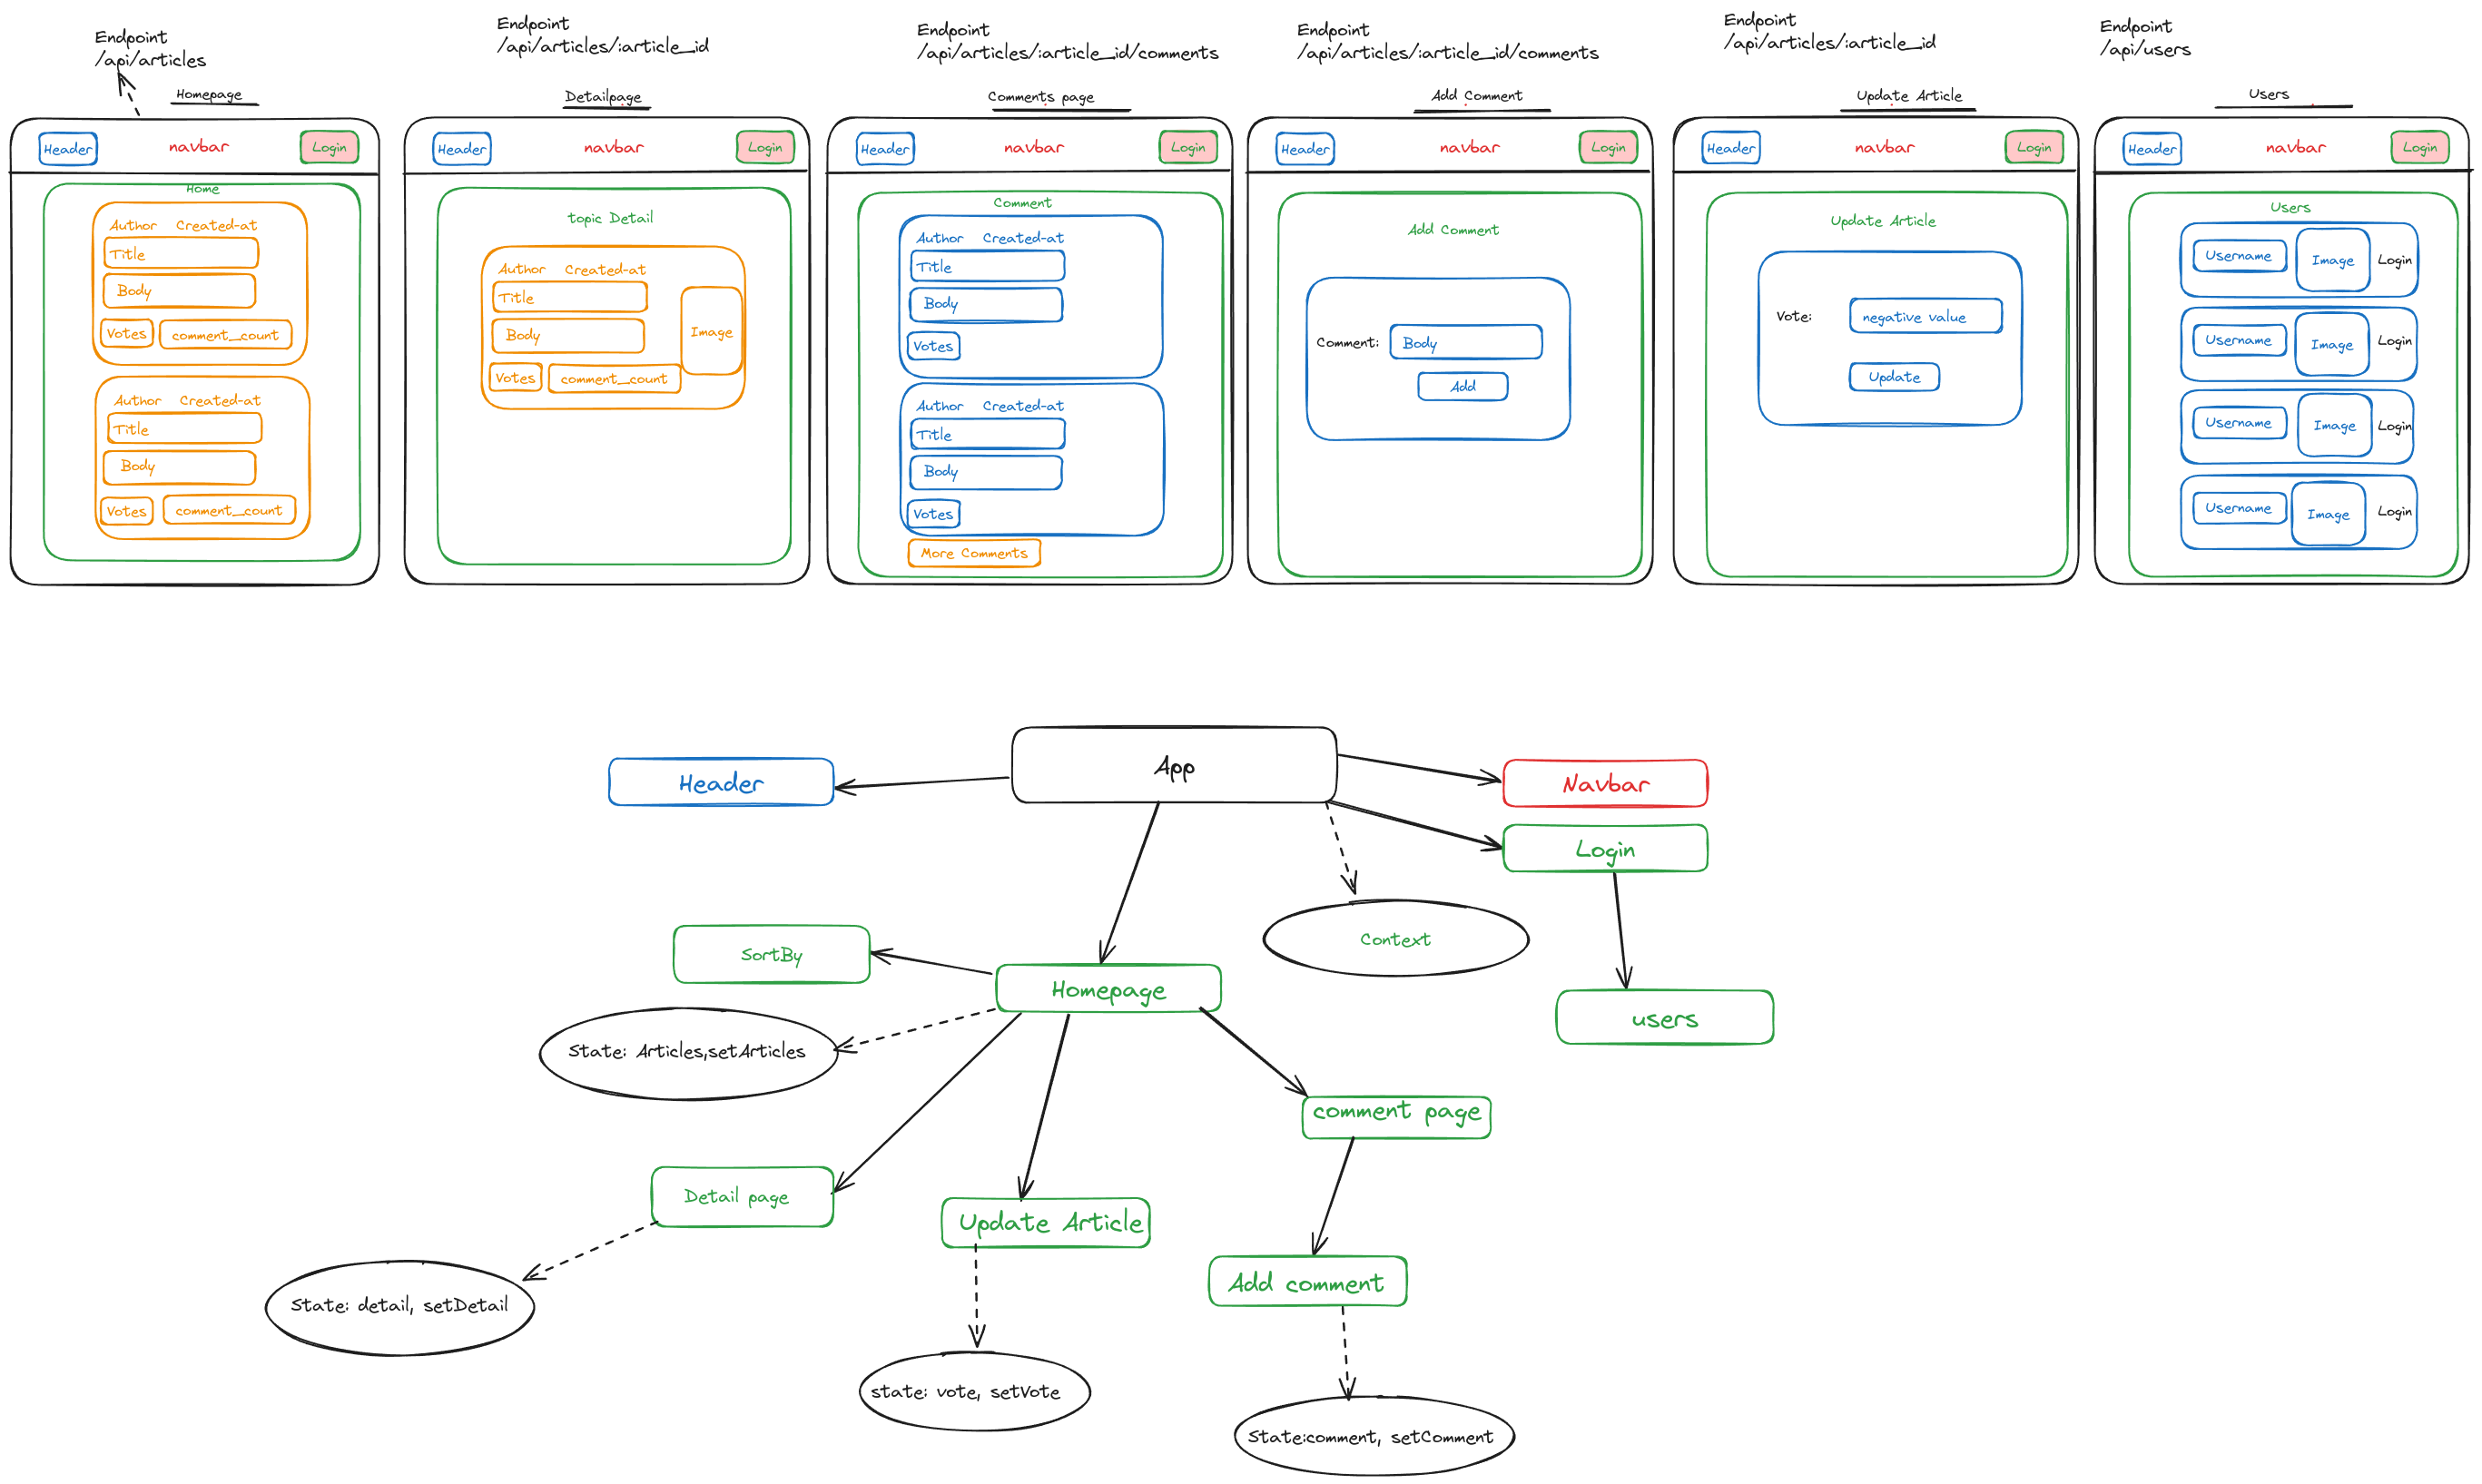 Endpoint
/api/articles
Homepage
Header navbar Login
Home
Author Created-at
Title
Body
Votes comment_count
Author Created-at
Title
Body
Votes comment_count
Endpoint
/api/articles/:article_id
Detailpage
Header navbar Login
topic Detail
Author Created-at
Title
Body
Image
Votes comment_count
Endpoint
/api/articles/:article_id/comments
Comments page
Header navbar Login
Comment
Author Created-at
Title
Body
Votes
Author Created-at
Title
Body
Votes
More Comments
Endpoint
/api/articles/:article_id/comments
Add Comment
Header navbar Login
Add Comment
Comment: Body
Add
Endpoint
/api/articles/:article_id
Update Article
Header navbar Login
Update Article
Vote: negative value
Update
Endpoint
/api/users
Users
Header navbar Login
Users
Username Image Login
Username Image Login
Username Image Login
Username Image Login
App
Header
Navbar
Login
Context
SortBy
Homepage
users
State: Articles,setArticles
comment page
Detail page
Update Article
Add comment
State: detail, setDetail
state: vote, setVote
State:comment, setComment